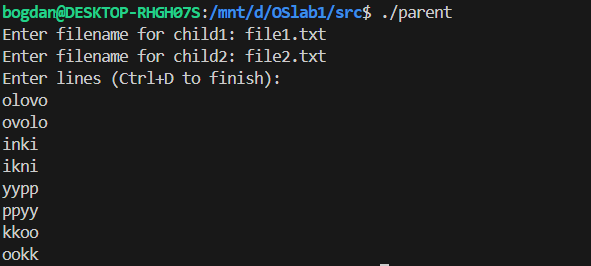 bogdan@DESKTOP-RHGH07S:/mnt/d/OSlab1/src$ ./parent
Enter filename for child1: file1.txt
Enter filename for child2: file2.txt
Enter lines (Ctrl+D to finish):
olovo
ovolo
inki
ikni
yypp
ppyy
kkoo
ookk